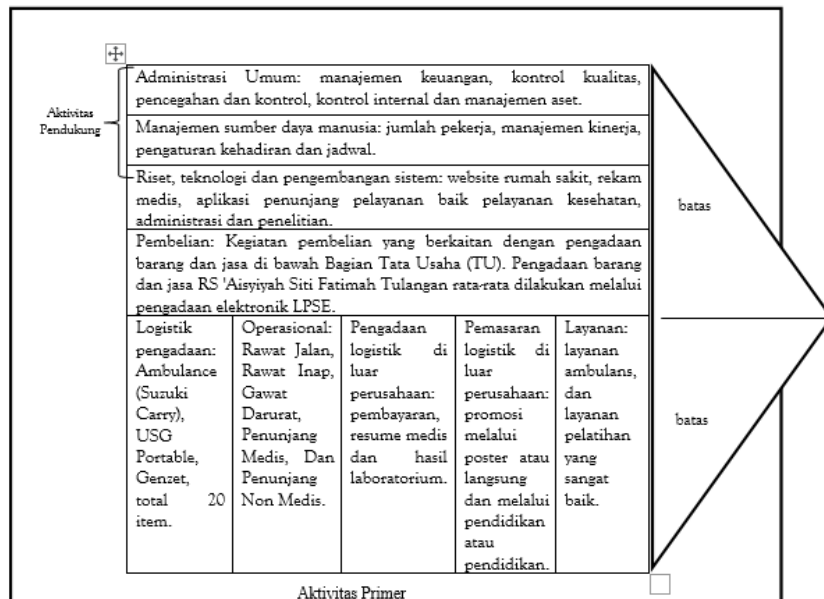 Administrasi Umum: manajemen keuangan, kontrol kualitas,
pencegahan dan kontrol, kontrol internal dan manajemen aset.
Aktivitas
Pendukung
Manajemen sumber daya manusia: jumlah pekerja, manajemen kinerja,
pengaturan kehadiran dan jadwal.
Riset, teknologi dan pengembangan sistem: website rumah sakit, rekam
medis, aplikasi penunjang pelayanan baik pelayanan kesehatan,
administrasi dan penelitian.
Pembelian: Kegiatan pembelian yang berkaitan dengan pengadaan
barang dan jasa di bawah Bagian Tata Usaha (TU). Pengadaan barang
dan jasa RS 'Aisyiyah Siti Fatimah Tulangan rata-rata dilakukan melalui
pengadaan elektronik LPSE.
batas
Logistik
pengadaan:
Ambulance
(Suzuki
Carry),
USG
Portable,
Genzet,
total 20
item.
Operasional:
Rawat Jalan,
Rawat Inap,
Gawat
Darurat,
Penunjang
Medis, Dan
Penunjang
Non Medis.
Pengadaan
logistik di
luar
perusahaan:
pembayaran,
resume medis
dan hasil
laboratorium.
Pemasaran
logistik di
luar
perusahaan:
promosi
melalui
poster atau
langsung
dan melalui
pendidikan
atau
pendidikan.
Layanan:
layanan
ambulans,
dan
layanan
pelatihan
yang
sangat
baik.
batas
Aktivitas Primer